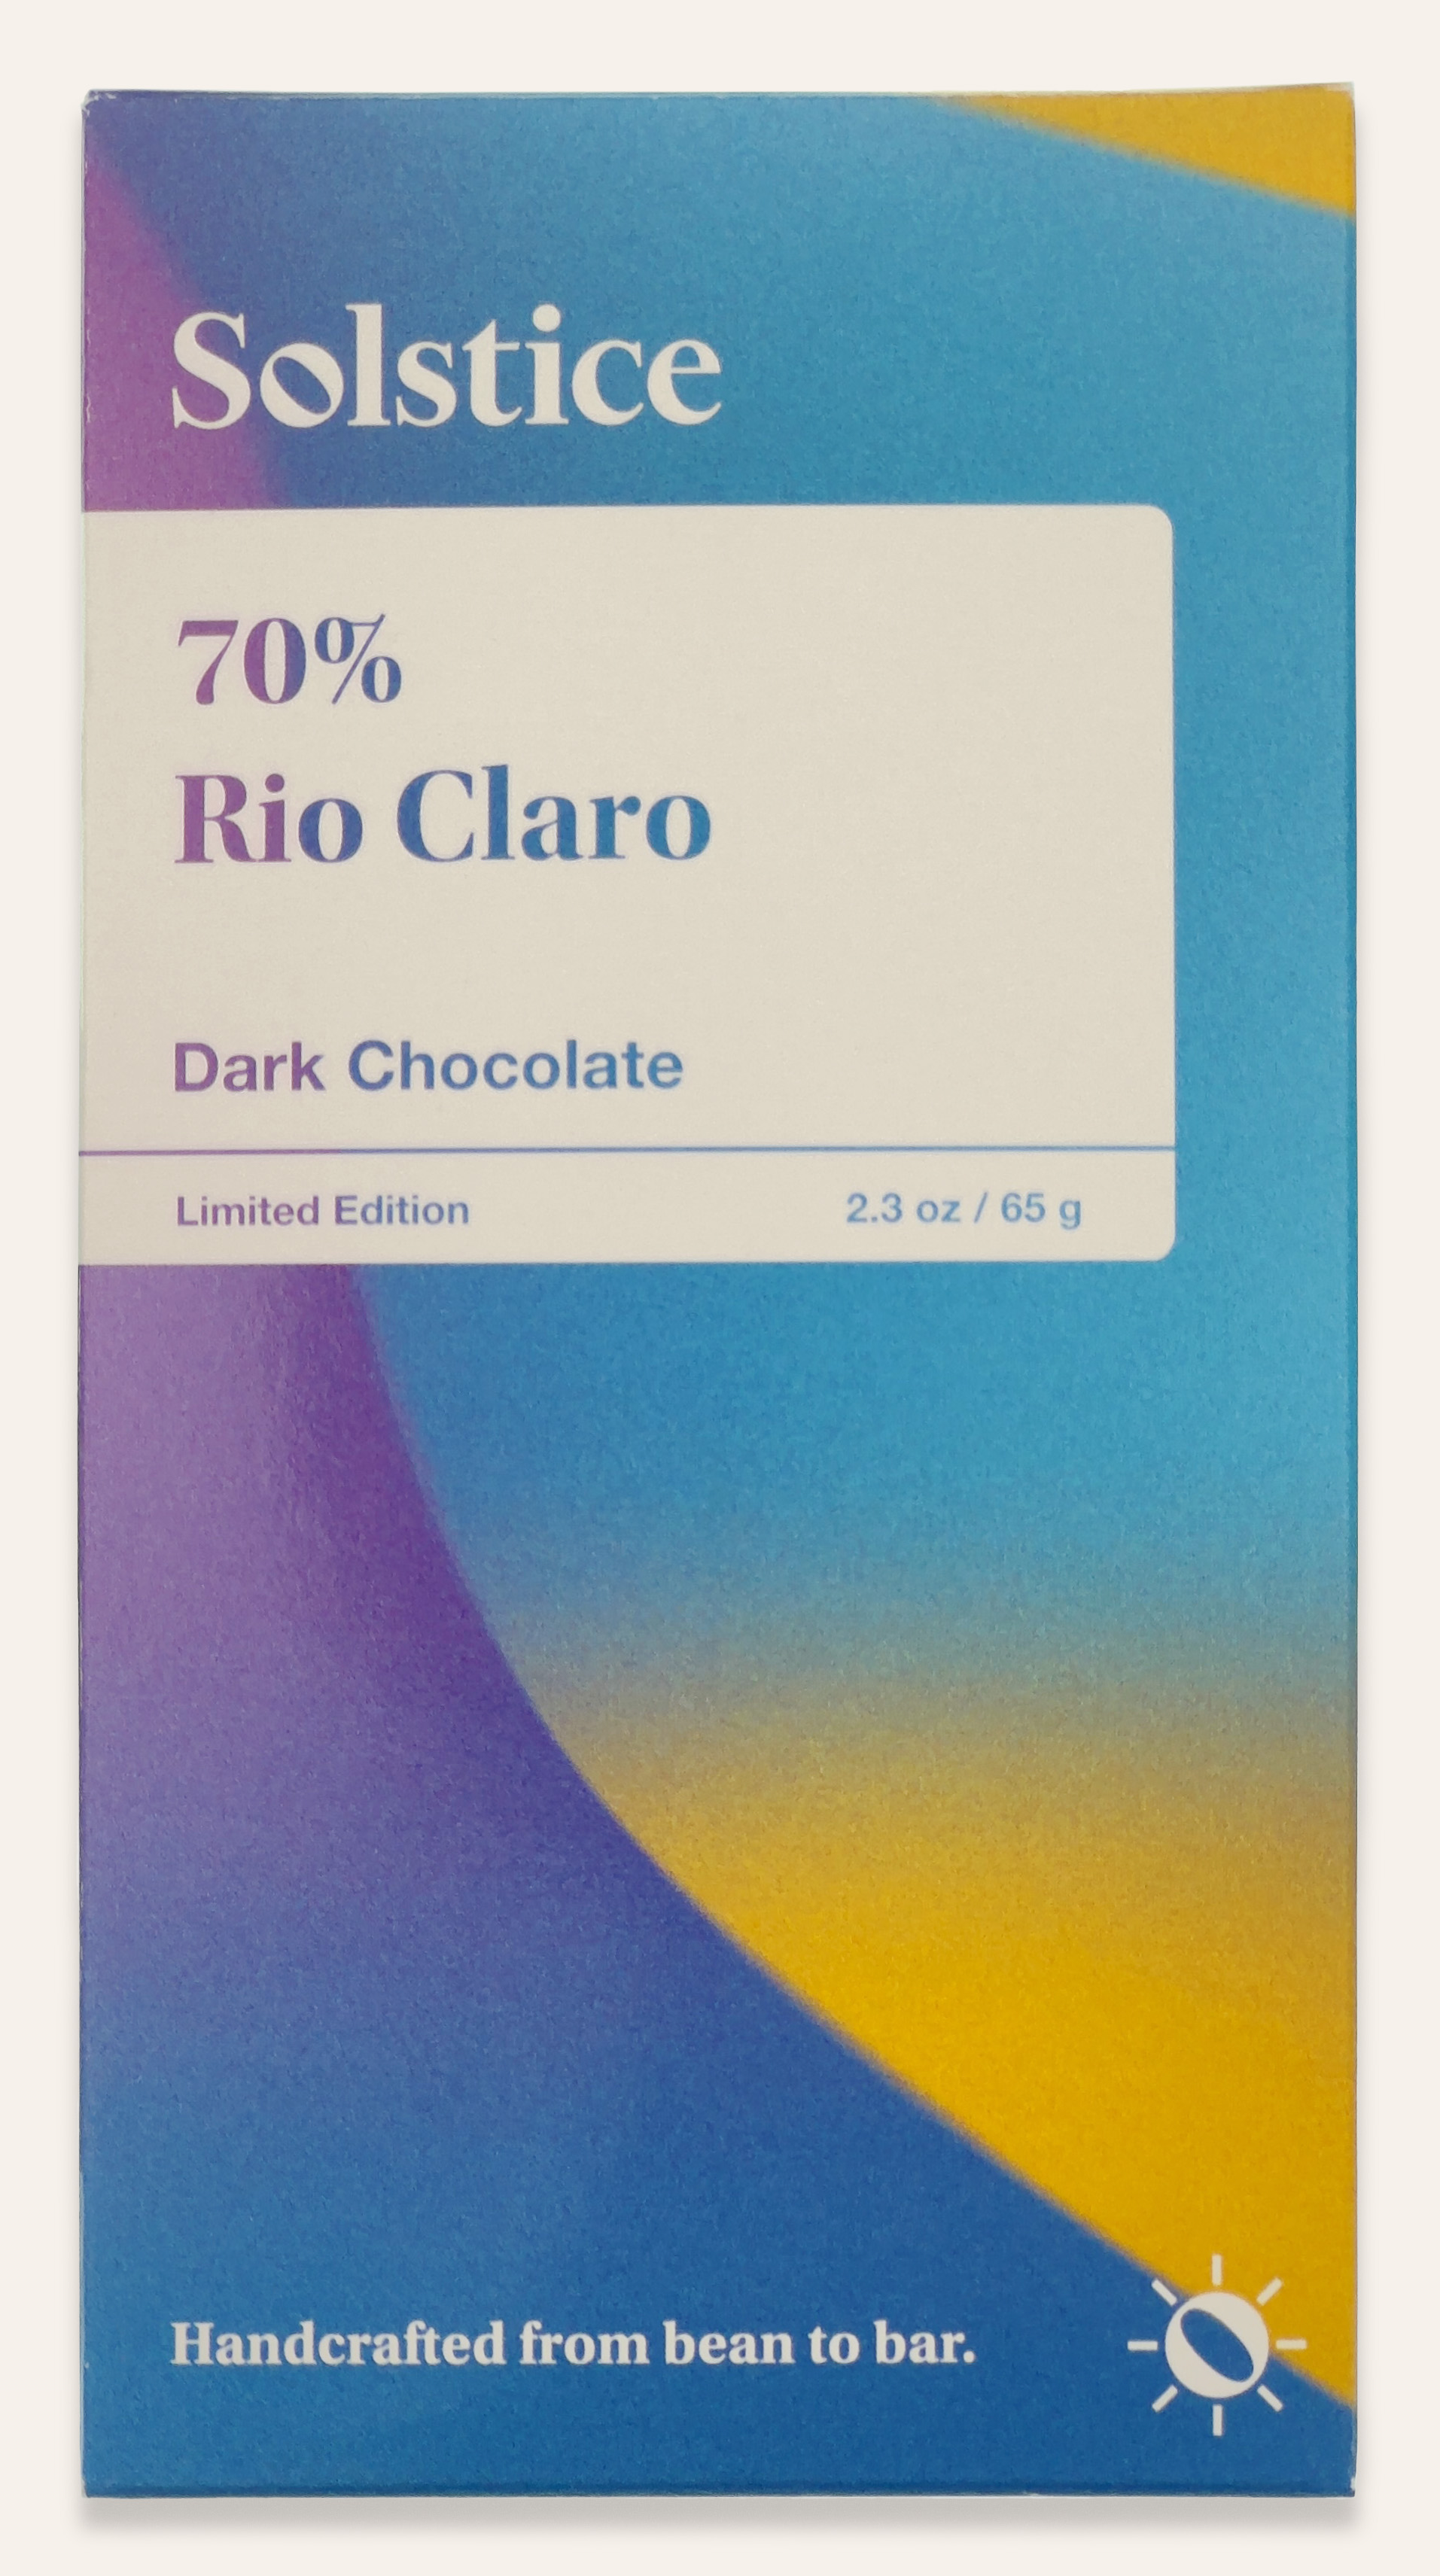 Solstice
70%
Rio Claro
Dark Chocolate
Limited Edition
2.3 oz / 65 g
Handcrafted from bean to bar.